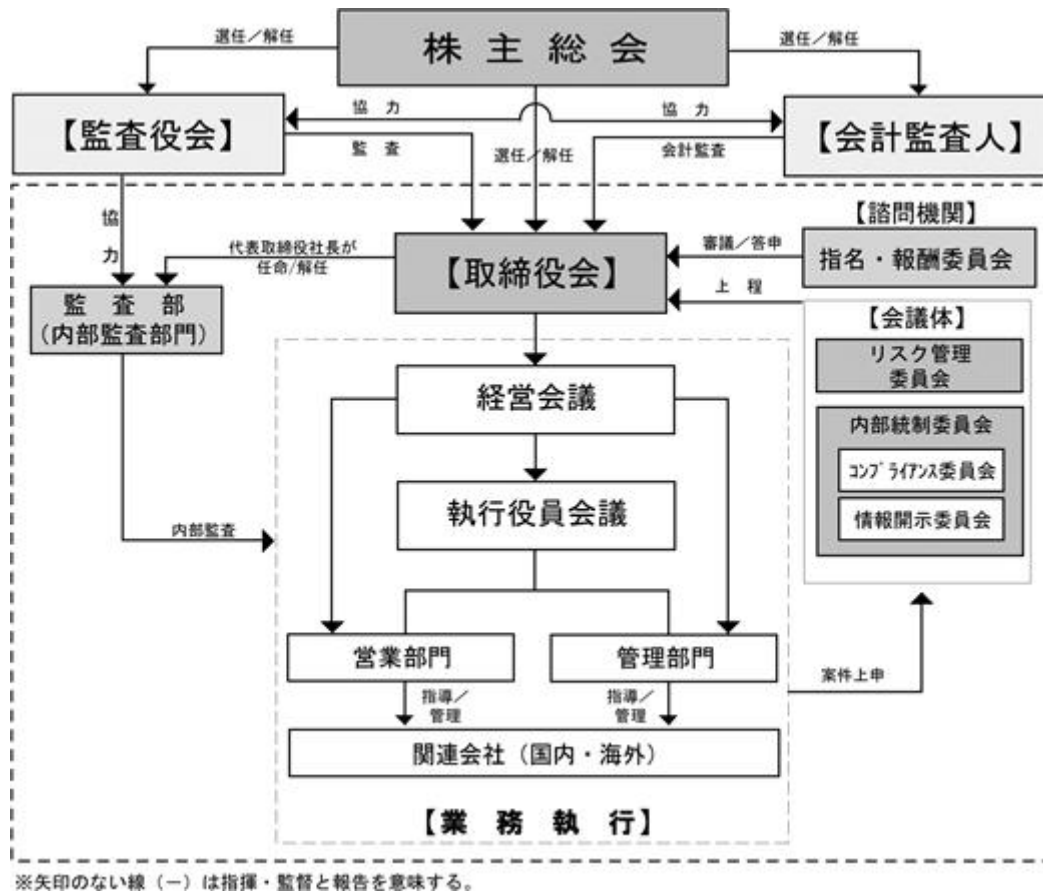 選任／解任
株 主 総 会
選任／解任
【監査役会】
協 力
協 力
【会計監査人】
監 査
選任／解任
会計監査
協
力
代表取締役社長が
任命/解任
【取締役会】
審議／答申
上 程
【諮問機関】
指名・報酬委員会
監 査 部
（内部監査部門）
【会議体】
リスク管理
委員会
内部統制委員会
ｺﾝﾌﾟﾗｲｱﾝｽ委員会
情報開示委員会
経営会議
執行役員会議
内部監査
営業部門
管理部門
案件上申
指導／
管理
指導／
管理
関連会社（国内・海外）
【業 務 執 行】
※矢印のない線（－）は指揮・監督と報告を意味する。